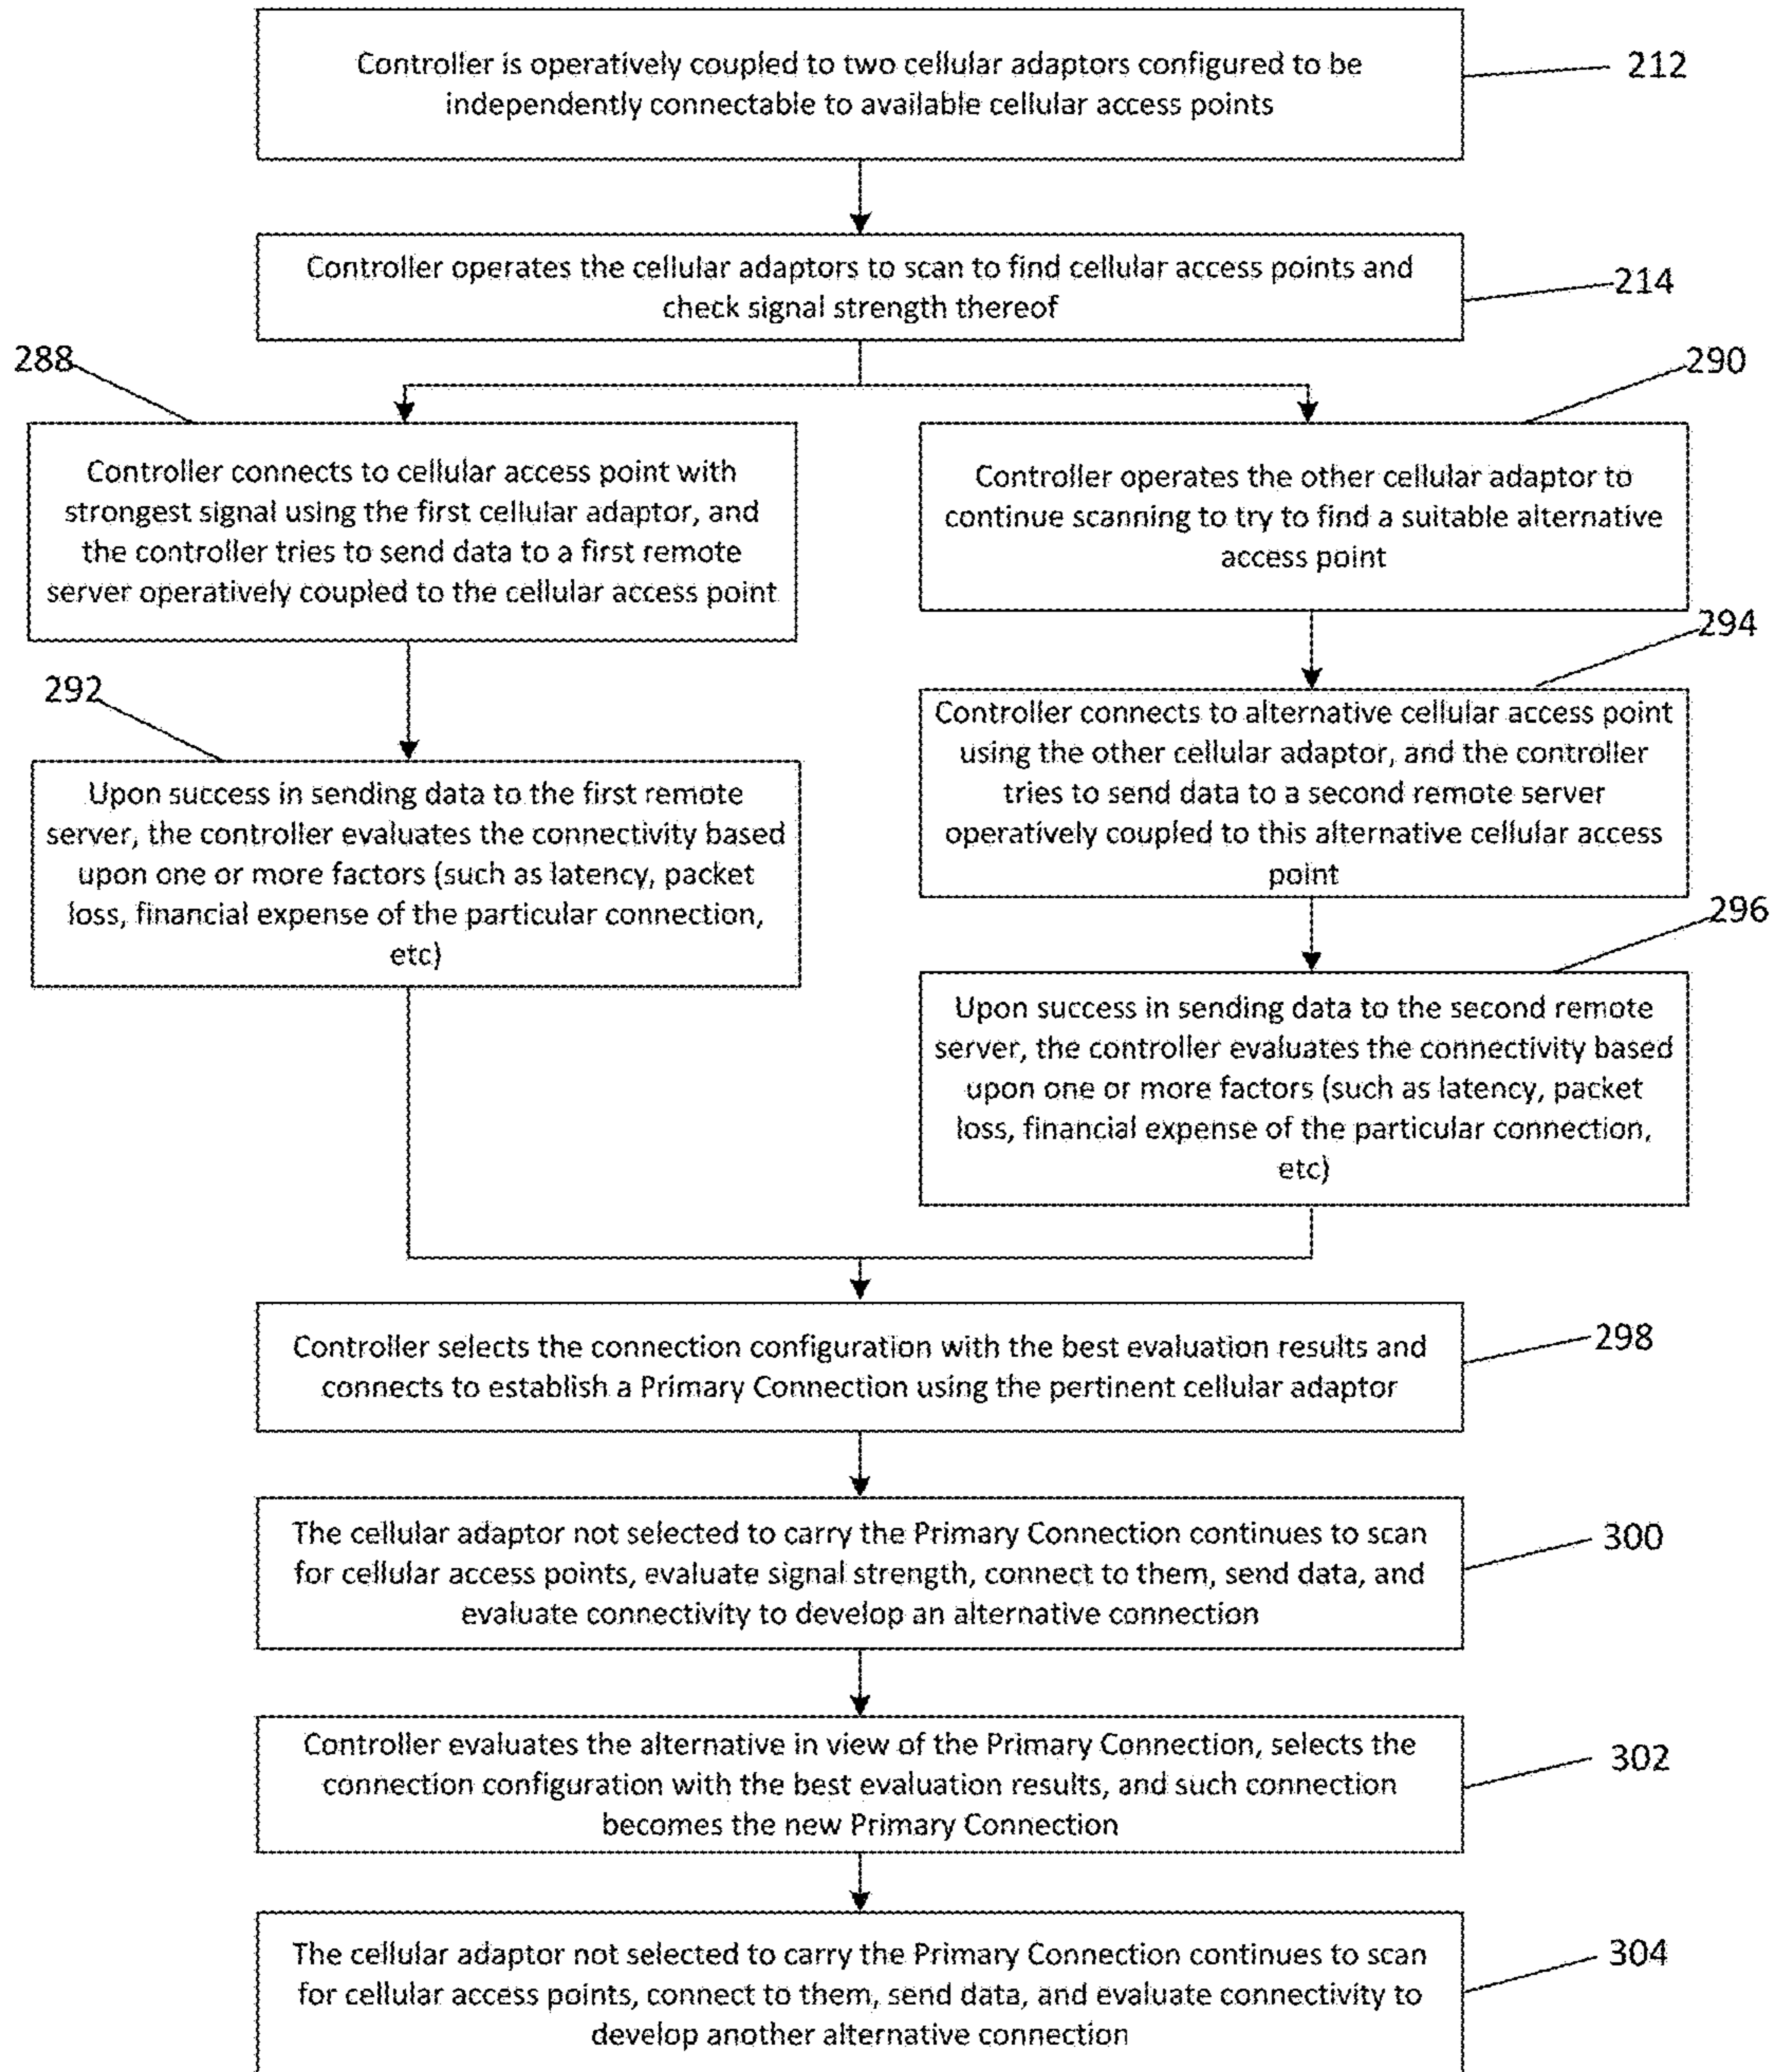 Controller is operatively coupled to two cellular adaptors configured to be
independently connectable to available cellular access points
212
Controller operates the cellular adaptors to scan to find cellular access points and
check signal strength thereof
214
288
290
Controller connects to cellular access point with
strongest signal using the first cellular adaptor, and
the controller tries to send data to a first remote
server operatively coupled to the cellular access point
Controller operates the other cellular adaptor to
continue scanning to try to find a suitable alternative
access point
294
292
Controller connects to alternative cellular access point
using the other cellular adaptor, and the controller
tries to send data to a second remote server
operatively coupled to this alternative cellular access
point
Upon success in sending data to the first remote
server, the controller evaluates the connectivity based
upon one or more factors (such as latency, packet
loss, financial expense of the particular connection,
etc)
296
Upon success in sending data to the second remote
server, the controller evaluates the connectivity based
upon one or more factors (such as latency, packet
loss, financial expense of the particular connection,
etc)
Controller selects the connection configuration with the best evaluation results and
connects to establish a Primary Connection using the pertinent cellular adaptor
298
The cellular adaptor not selected to carry the Primary Connection continues to scan
for cellular access points, evaluate signal strength, connect to them, send data, and
evaluate connectivity to develop an alternative connection
300
Controller evaluates the alternative in view of the Primary Connection, selects the
connection configuration with the best evaluation results, and such connection
becomes the new Primary Connection
302
The cellular adaptor not selected to carry the Primary Connection continues to scan
for cellular access points, connect to them, send data, and evaluate connectivity to
develop another alternative connection
304